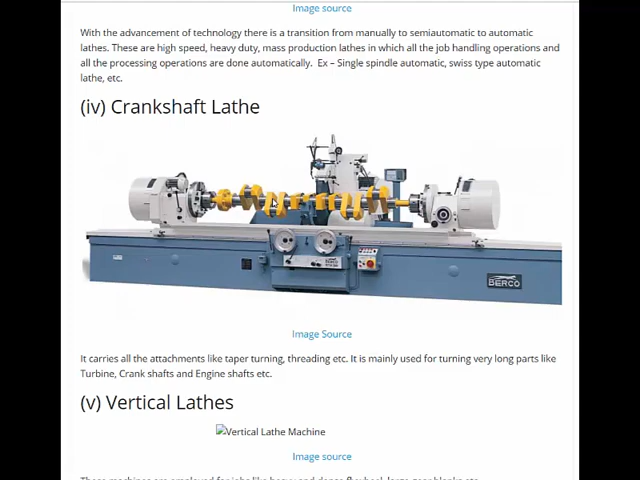 Image source
With the advancement of technology there is a transition from manually to semiautomatic to automatic
lathes. These are high speed, heavy duty, mass production lathes in which all the job handling operations and
all the processing operations are done automatically.  Ex – Single spindle automatic, swiss type automatic
lathe, etc.
(iv) Crankshaft Lathe
BERCO
Image Source
It carries all the attachments like taper turning, threading etc. It is mainly used for turning very long parts like
Turbine, Crank shafts and Engine shafts etc.
(v) Vertical Lathes
Vertical Lathe Machine
Image source